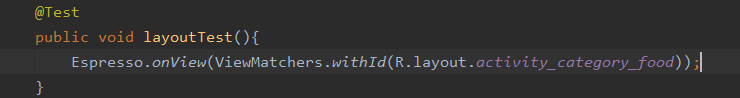 @Test
public void layoutTest(){
Espresso.onView(ViewMatchers.withId(R.layout.activity_category_food));
}